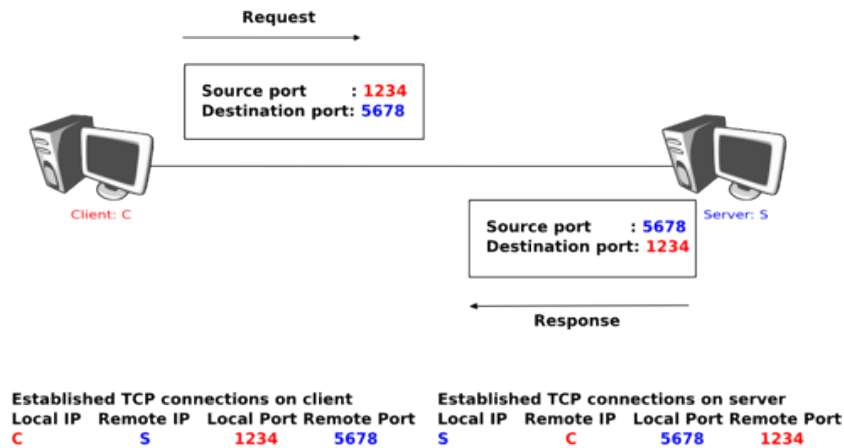 Request
Source port : 1234
Destination port: 5678
Client: C
Server: S
Source port : 5678
Destination port: 1234
Response
Established TCP connections on client
Local IP Remote IP Local Port Remote Port
C S 1234 5678
Established TCP connections on server
Local IP Remote IP Local Port Remote Port
S C 5678 1234